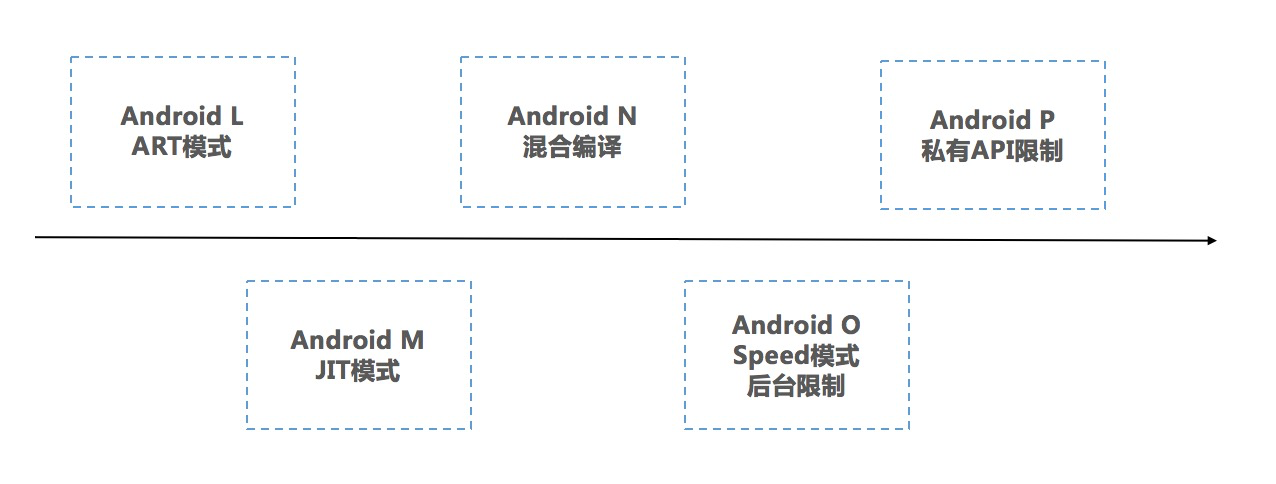 Android L
ART模式
Android N
混合编译
Android P
私有API限制
Android M
JIT模式
Android O
Speed模式
后台限制